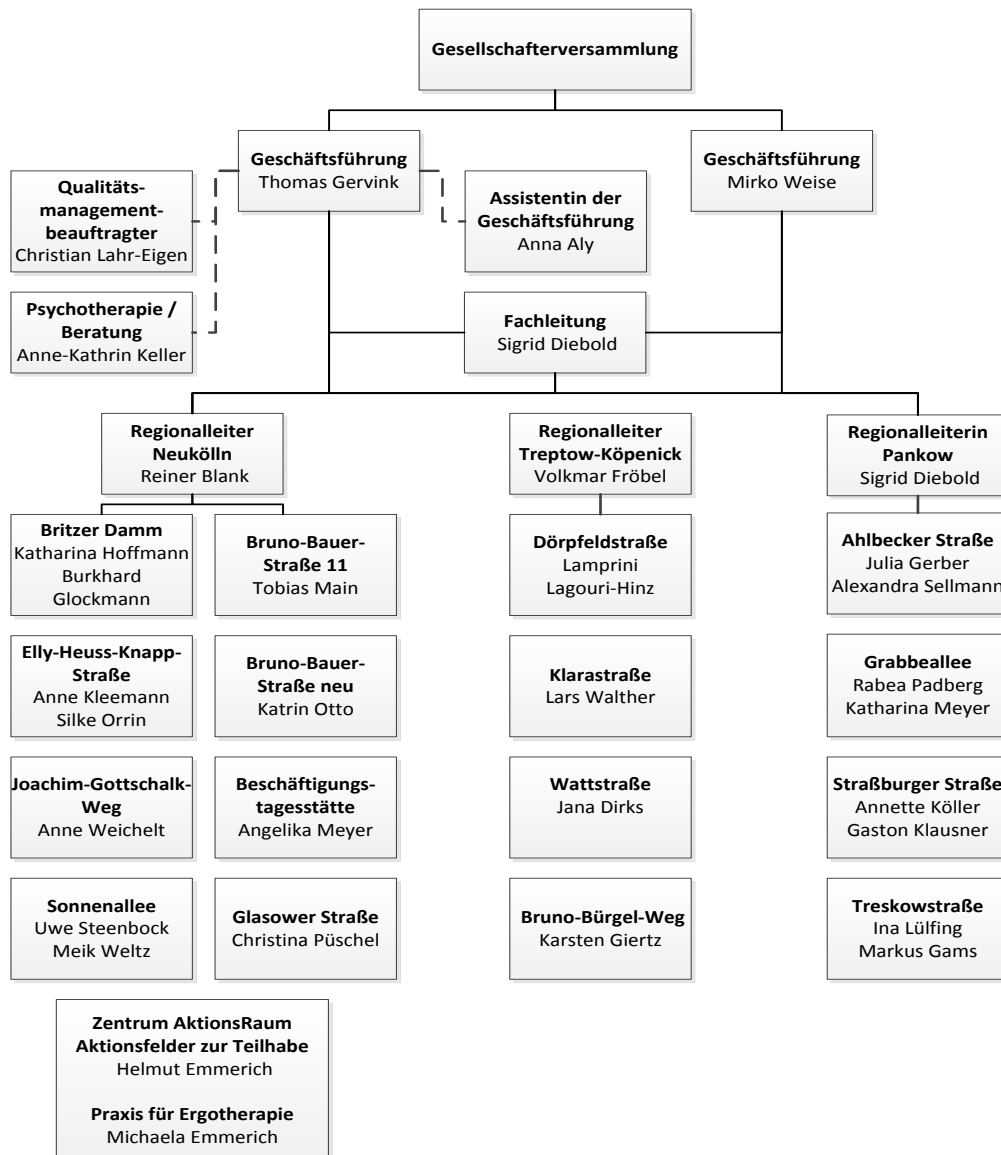 Gesellschafterversammlung
Geschäftsführung
Thomas Gervink
Geschäftsführung
Mirko Weise
Qualitäts-
management-
beauftragter
Christian Lahr-Eigen
Assistentin der
Geschäftsführung
Anna Aly
Psychotherapie /
Beratung
Anne-Kathrin Keller
Fachleitung
Sigrid Diebold
Regionalleiter
Neukölln
Reiner Blank
Regionalleiter
Treptow-Köpenick
Volkmar Fröbel
Regionalleiterin
Pankow
Sigrid Diebold
Britzer Damm
Katharina Hoffmann
Burkhard
Glockmann
Bruno-Bauer-
Straße 11
Tobias Main
Dörpfeldstraße
Lamprini
Lagouri-Hinz
Ahlbecker Straße
Julia Gerber
Alexandra Sellmann
Elly-Heuss-Knapp-
Straße
Anne Kleemann
Silke Orrin
Bruno-Bauer-
Straße neu
Katrin Otto
Klarastraße
Lars Walther
Grabbeallee
Rabea Padberg
Katharina Meyer
Joachim-Gottschalk-
Weg
Anne Weichelt
Beschäftigungs-
tagesstätte
Angelika Meyer
Wattstraße
Jana Dirks
Straßburger Straße
Annette Köller
Gaston Klausner
Sonnenallee
Uwe Steenbock
Meik Weltz
Glasower Straße
Christina Püschel
Bruno-Bürgel-Weg
Karsten Giertz
Treskowstraße
Ina Lülfing
Markus Gams
Zentrum AktionsRaum
Aktionsfelder zur Teilhabe
Helmut Emmerich
Praxis für Ergotherapie
Michaela Emmerich